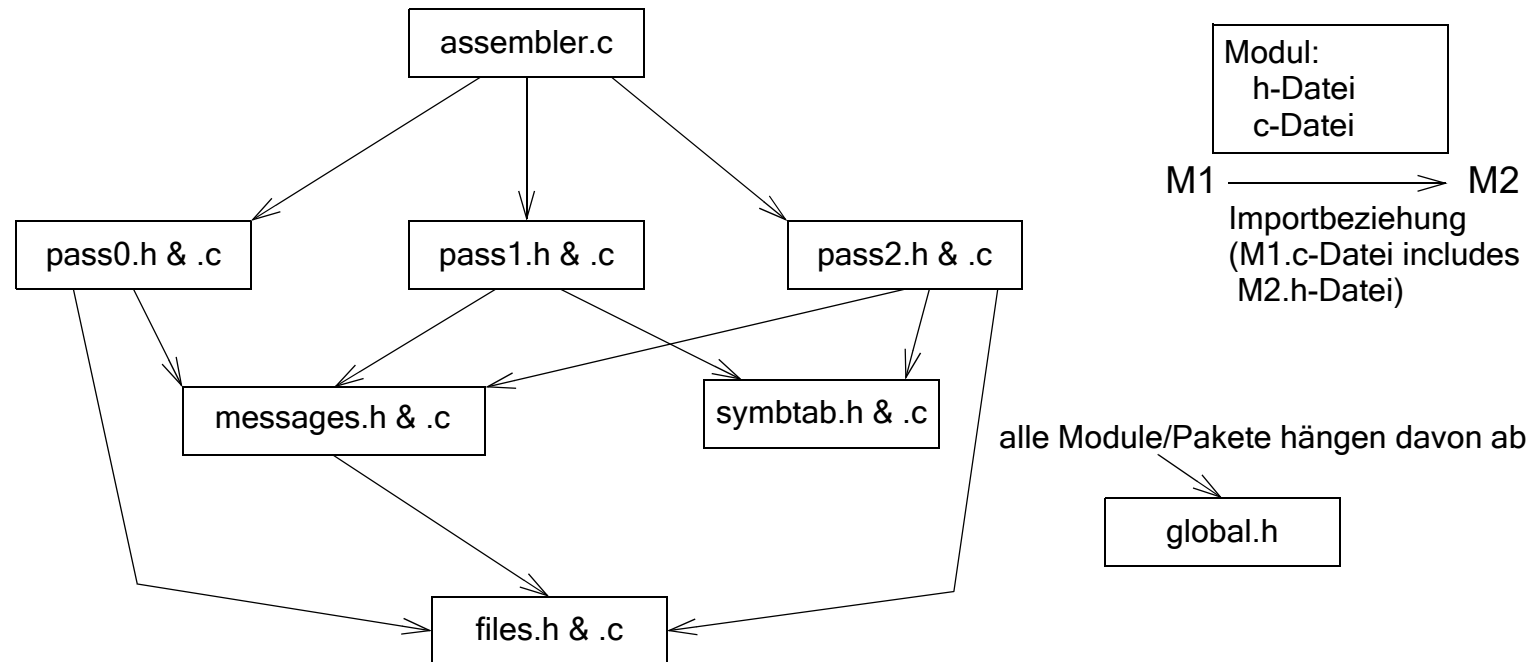 assembler.c
Modul:
h-Datei
c-Datei
M1
M2
Importbeziehung
(M1.c-Datei includes
M2.h-Datei)
pass0.h & .c
pass1.h & .c
pass2.h & .c
messages.h & .c
symbtab.h & .c
alle Module/Pakete hängen davon ab
global.h
files.h & .c